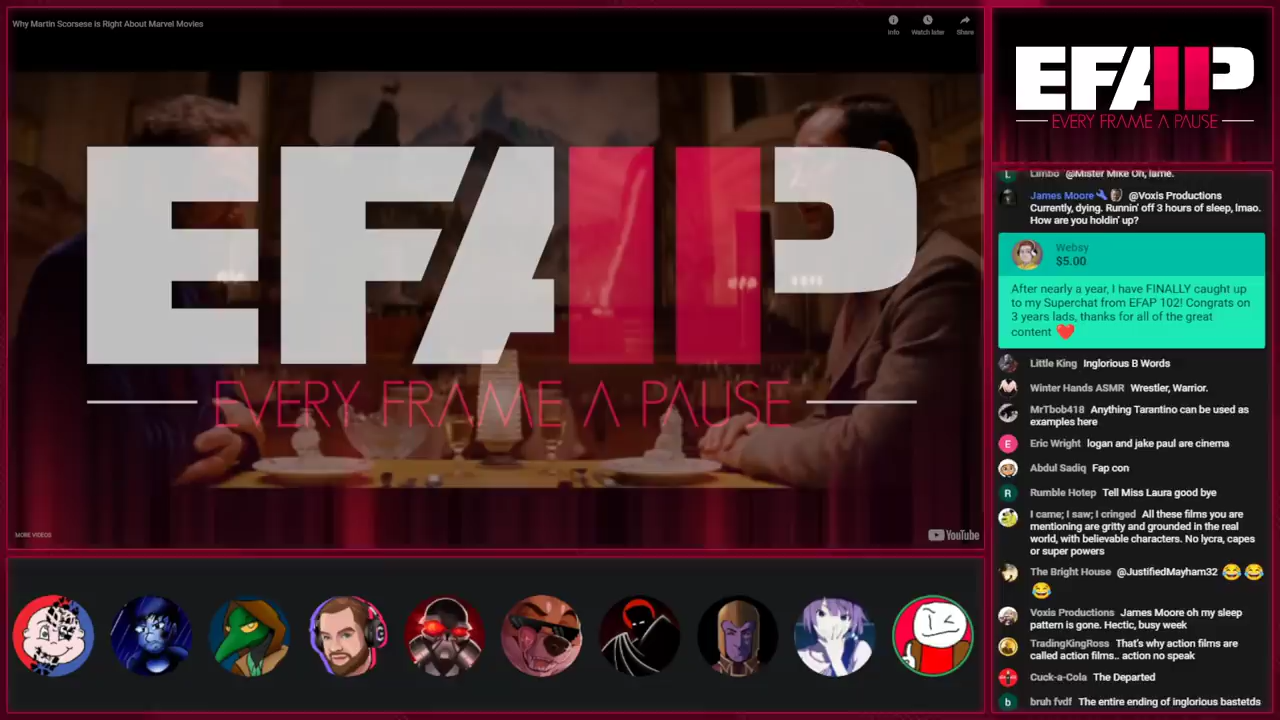 Why Martin Scorsese is Right About Marvel Movies
Info
Watch later
Share
EFAP
EVERY FRAME A PAUSE
MORE VIDEOS
YouTube
EFAP
EVERY FRAME A PAUSE
L Limbo @Mister Mike Oh, lame.
James Moore @Voxis Productions
Currently, dying. Runnin' off 3 hours of sleep, lmao.
How are you holdin' up?
Websy
$5.00
After nearly a year, I have FINALLY caught up
to my Superchat from EFAP 102! Congrats on
3 years lads, thanks for all of the great
content ❤️
Little King Inglorious B Words
Winter Hands ASMR Wrestler, Warrior.
MrTbob418 Anything Tarantino can be used as
examples here
E Eric Wright logan and jake paul are cinema
Abdul Sadiq Fap con
R Rumble Hotep Tell Miss Laura good bye
I came; I saw; I cringed All these films you are
mentioning are gritty and grounded in the real
world, with believable characters. No lycra, capes
or super powers
The Bright House @JustifiedMayham32 😂 😂
😂
Voxis Productions James Moore oh my sleep
pattern is gone. Hectic, busy week
TradingKingRoss That's why action films are
called action films.. action no speak
Cuck-a-Cola The Departed
b bruh fvdf The entire ending of inglorious bastetds